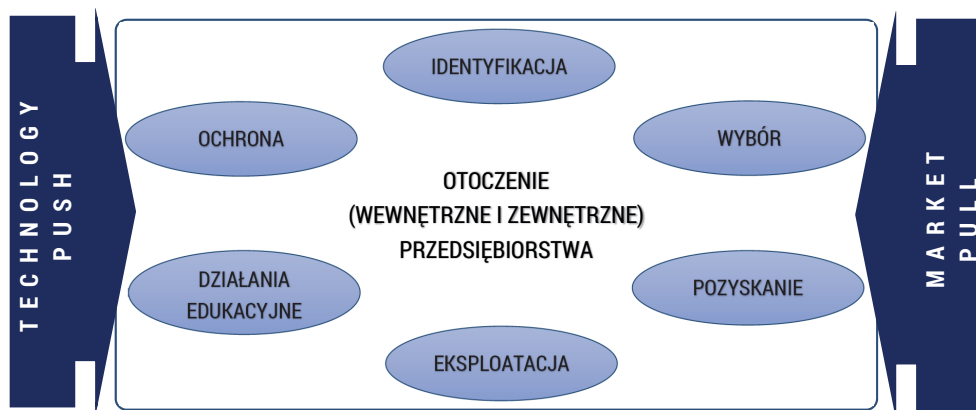 TECHNOLOGY
PUSH
IDENTYFIKACJA
OCHRONA
WYBÓR
OTOCZENIE
(WEWNĘTRZNE I ZEWNĘTRZNE)
PRZEDSIĘBIORSTWA
DZIAŁANIA
EDUKACYJNE
POZYSKANIE
EKSPLOATACJA
MARKET
PULL